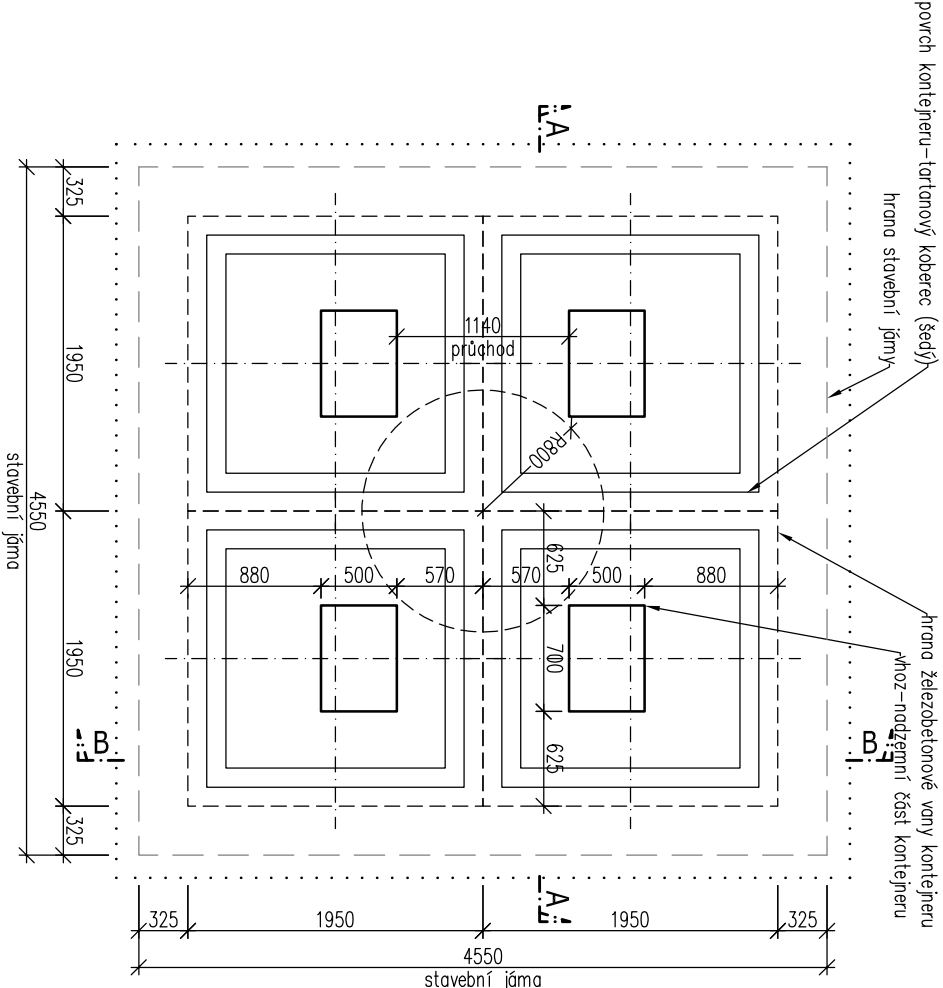 povrch kontejneru-tartanový koberec (šedý)
hrana stavební jámy
hrana železobetonové vany kontejneru
vhoz-nadzemní část kontejneru
A
A
B
B
325
1950
1950
325
4550
stavební jáma
1140
průchod
R800
880
500
570
570
500
880
625
700
625
325
1950
1950
325
4550
stavební jáma